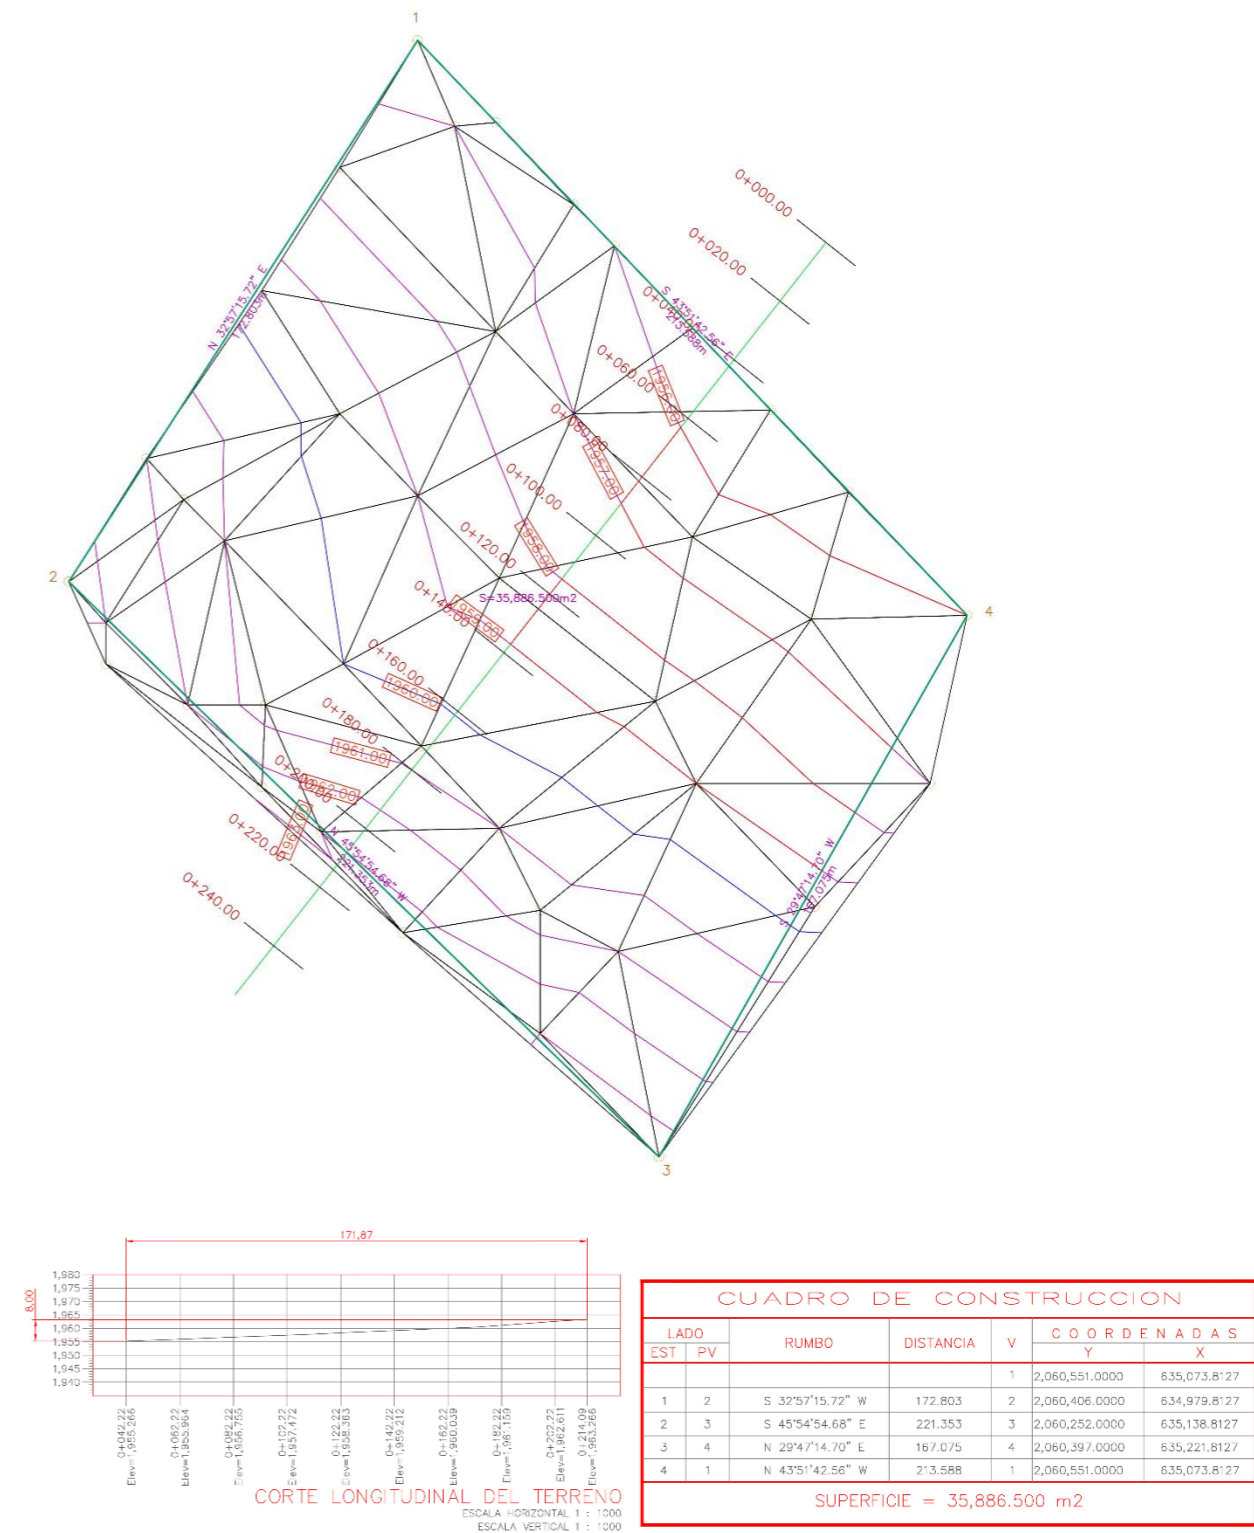 1
0+000.00
0+020.00
N 32°57'15.72" E
172.803m
S 43°51'42.56" E
213.588m
0+060.00
1956.00
0+080.00
1957.00
0+100.00
1958.00
0+120.00
2
S=35,886.500m2
0+140.00
1959.00
4
0+160.00
1960.00
0+180.00
1961.00
1962.00
0+220.00
N 45°54'54.68" W
221.353m
S 29°47'14.70" W
167.075m
0+240.00
3
171,87
8,00
1,980
1,975
1,970
1,965
1,960
1,955
1,950
1,945
1,940
0+042.22
Elev=1,955.266
0+062.22
Elev=1,955.964
0+082.22
Elev=1,956.755
0+102.22
Elev=1,957.472
0+122.22
Elev=1,958.363
0+142.22
Elev=1,959.212
0+162.22
Elev=1,960.039
0+182.22
Elev=1,961.159
0+202.22
Elev=1,962.611
0+214.09
Elev=1,963.266
CORTE LONGITUDINAL DEL TERRENO
ESCALA HORIZONTAL 1 : 1000
ESCALA VERTICAL 1 : 1000
CUADRO DE CONSTRUCCION
LADO RUMBO DISTANCIA V COORDENADAS
EST PV Y X
1 2,060,551.0000 635,073.8127
1 2 S 32°57'15.72" W 172.803 2 2,060,406.0000 634,979.8127
2 3 S 45°54'54.68" E 221.353 3 2,060,252.0000 635,138.8127
3 4 N 29°47'14.70" E 167.075 4 2,060,397.0000 635,221.8127
4 1 N 43°51'42.56" W 213.588 1 2,060,551.0000 635,073.8127
SUPERFICIE = 35,886.500 m2